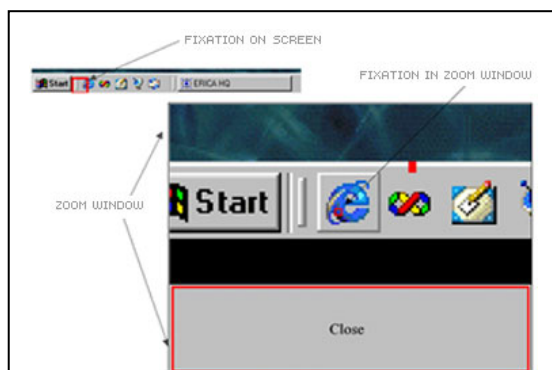 FIXATION ON SCREEN
FIXATION IN ZOOM WINDOW
Start
ERICA HQ
Start
ZOOM WINDOW
Close